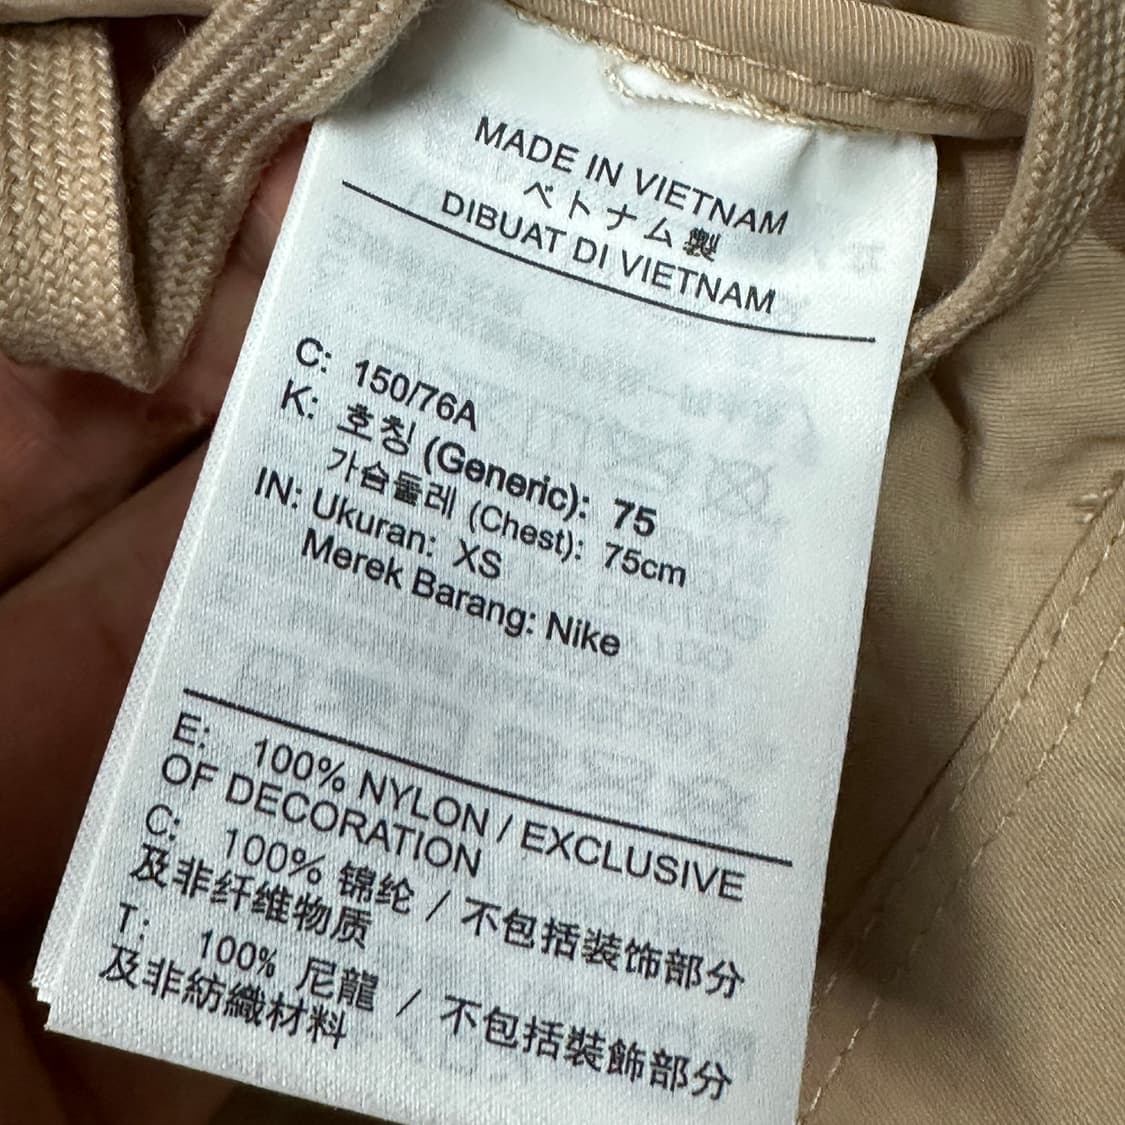 MADE IN VIETNAM
ベトナム製
DIBUAT DI VIETNAM
C: 150/76A
K: 호칭 (Generic): 75
가슴둘레 (Chest): 75cm
IN: Ukuran: XS
Merek Barang: Nike
E: 100% NYLON / EXCLUSIVE
OF DECORATION
C: 100% 锦纶 / 不包括装饰部分
及非纤维物质
T: 100% 尼龍 / 不包括裝飾部分
及非紡織材料